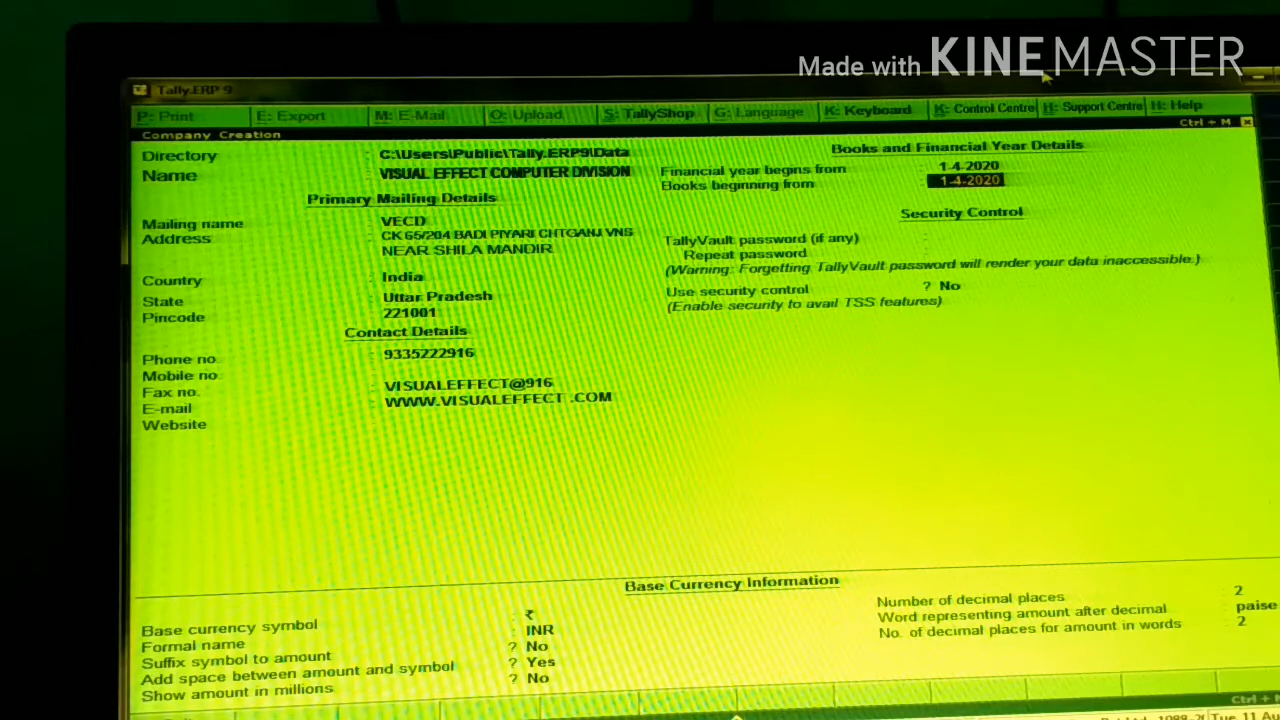 Made with KINEMASTER
Tally.ERP 9
P: Print E: Export M: E-Mail O: Upload S: TallyShop G: Language K: Keyboard K: Control Centre H: Support Centre H: Help
Company Creation Ctrl + M
Directory : C:\Users\Public\Tally.ERP9\Data
Name : VISUAL EFFECT COMPUTER DIVISION
Primary Mailing Details
Mailing name : VECD
Address : CK 65/204 BADI PIYARI CHTGANJ VNS
NEAR SHILA MANDIR
Country : India
State : Uttar Pradesh
Pincode : 221001
Contact Details
Phone no. : 9335222916
Mobile no. :
Fax no. : VISUALEFFECT@916
E-mail : WWW.VISUALEFFECT .COM
Website
Books and Financial Year Details
Financial year begins from : 1-4-2020
Books beginning from : 1-4-2020
Security Control
TallyVault password (if any) :
Repeat password :
(Warning: Forgetting TallyVault password will render your data inaccessible.)
Use security control ? No
(Enable security to avail TSS features)
Base Currency Information
Base currency symbol : ₹
Formal name : INR
Suffix symbol to amount ? No
Add space between amount and symbol ? Yes
Show amount in millions ? No
Number of decimal places 2
Word representing amount after decimal paise
No. of decimal places for amount in words 2